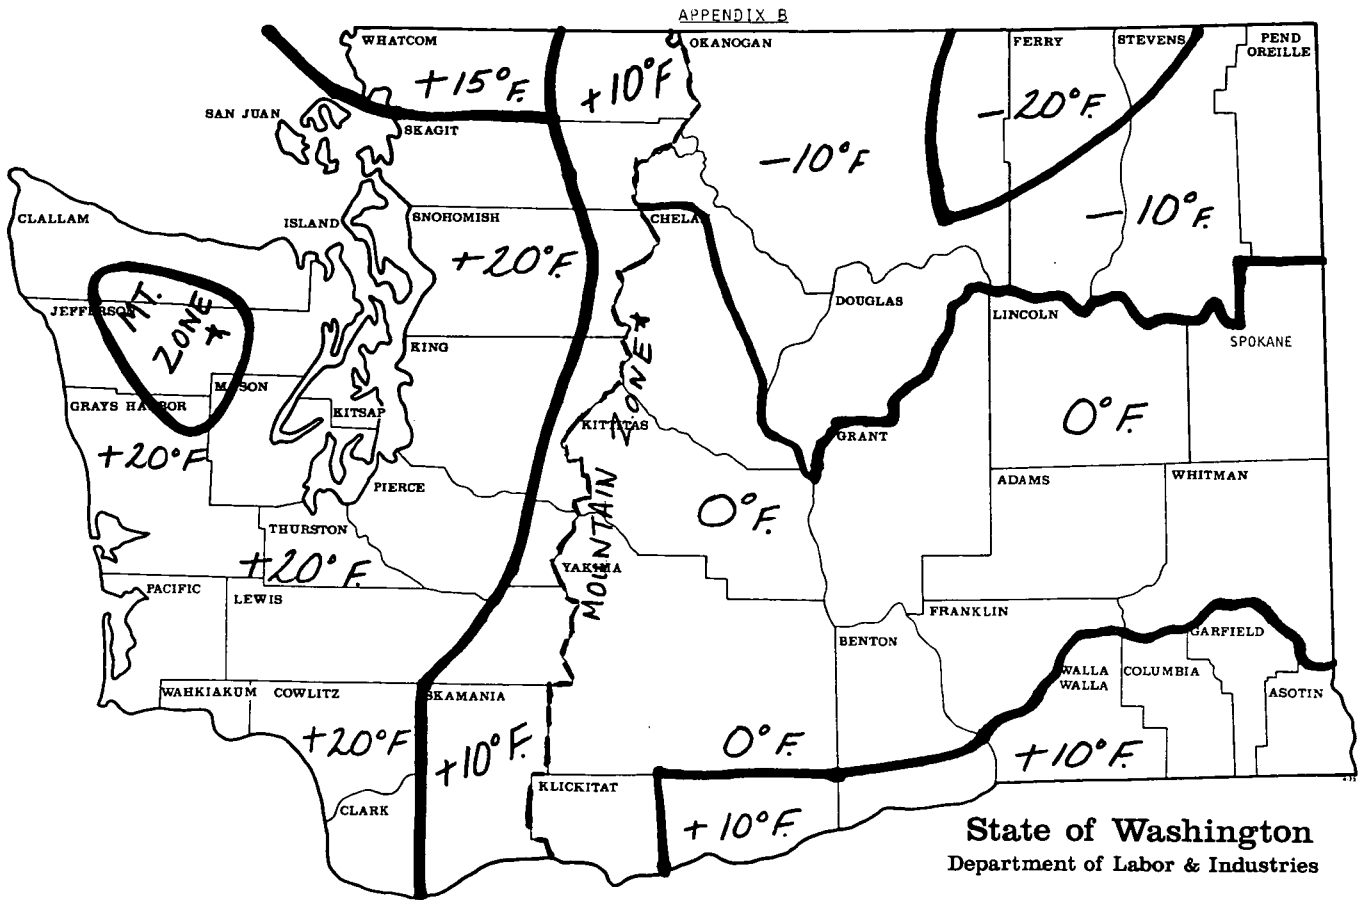 APPENDIX B
WHATCOM
OKANOGAN
FERRY
STEVENS
PEND
OREILLE
+15°F.
+10°F
-20°F.
SAN JUAN
SKAGIT
-10°F
CLALLAM
ISLAND
SNOHOMISH
CHELAN
-10°F.
+20°F.
JEFFERSON
MT.
ZONE
*
DOUGLAS
LINCOLN
SPOKANE
KING
MASON
GRAYS HARBOR
KITSAP
KITTITAS
GRANT
0°F.
+20°F
MOUNTAIN ZONE*
PIERCE
ADAMS
WHITMAN
0°F.
THURSTON
+20°F.
YAKIMA
PACIFIC
LEWIS
FRANKLIN
BENTON
GARFIELD
WALLA
WALLA
COLUMBIA
ASOTIN
WAHKIAKUM
COWLITZ
SKAMANIA
+20°F
+10°F.
0°F.
+10°F.
KLICKITAT
CLARK
+10°F.
State of Washington
Department of Labor & Industries